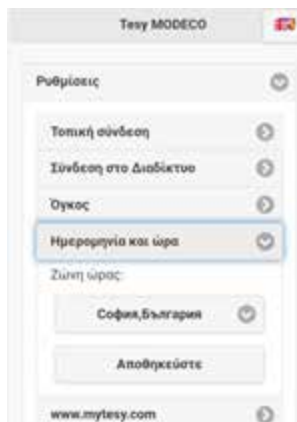 Tesy MODECO
Ρυθμίσεις
Τοπική σύνδεση
Σύνδεση στο Διαδίκτυο
Όγκος
Ημερομηνία και ώρα
Ζώνη ώρας:
София,България
Αποθηκεύστε
www.mytesy.com